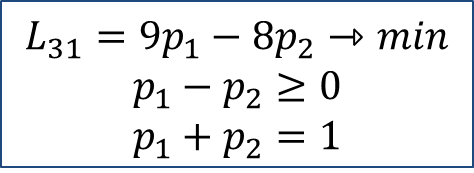 L₃₁ = 9p₁ − 8p₂ → min
p₁ − p₂ ≥ 0
p₁ + p₂ = 1